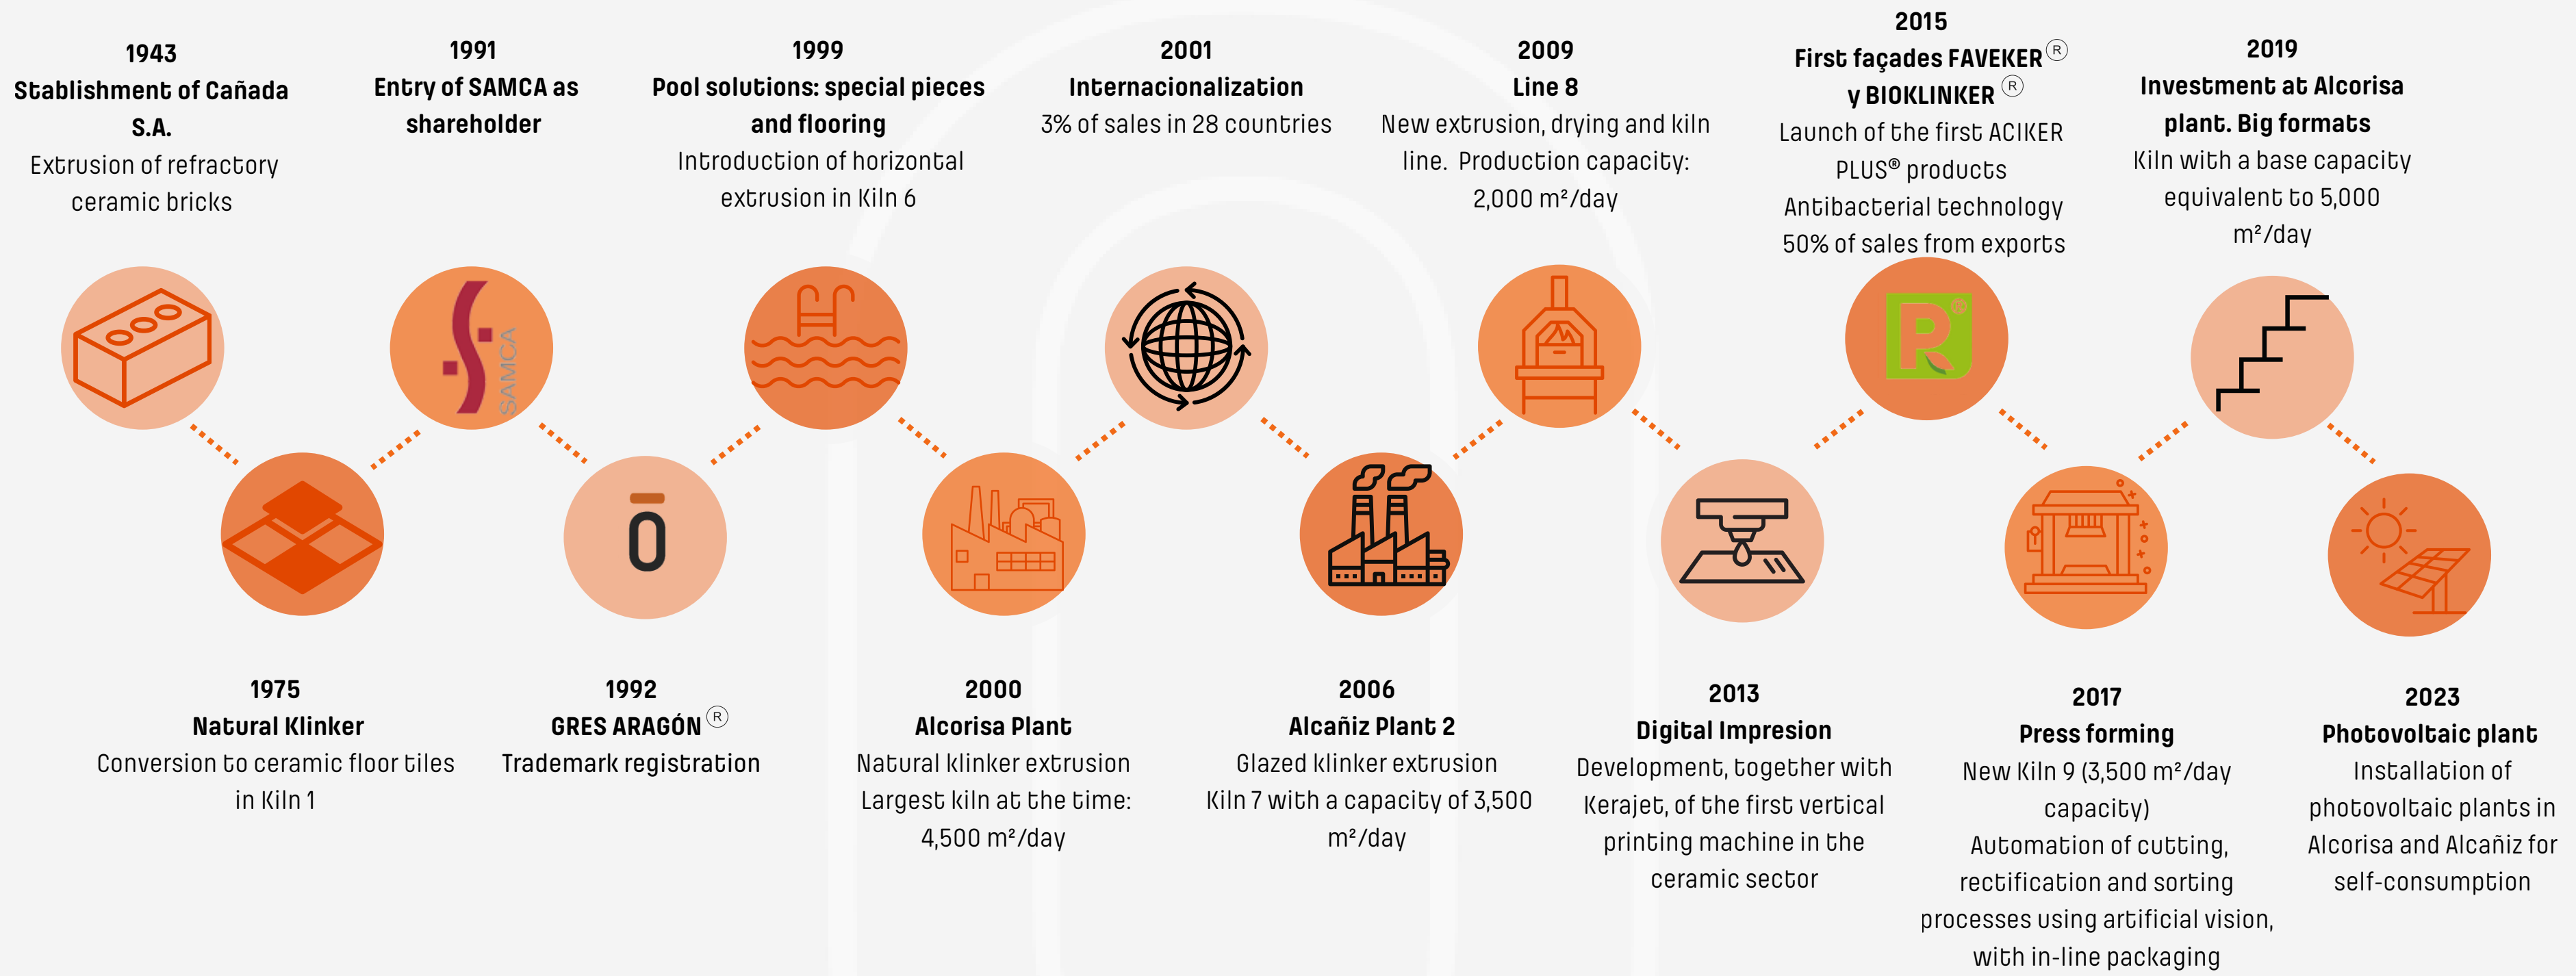 1943
Stablishment of Cañada
S.A.
Extrusion of refractory
ceramic bricks
1975
Natural Klinker
Conversion to ceramic floor tiles
in Kiln 1
1991
Entry of SAMCA as
shareholder
SAMCA
1992
GRES ARAGÓN ®
Trademark registration
1999
Pool solutions: special pieces
and flooring
Introduction of horizontal
extrusion in Kiln 6
2000
Alcorisa Plant
Natural klinker extrusion
Largest kiln at the time:
4,500 m²/day
2001
Internacionalization
3% of sales in 28 countries
2006
Alcañiz Plant 2
Glazed klinker extrusion
Kiln 7 with a capacity of 3,500
m²/day
2009
Line 8
New extrusion, drying and kiln
line. Production capacity:
2,000 m²/day
2013
Digital Impresion
Development, together with
Kerajet, of the first vertical
printing machine in the
ceramic sector
2015
First façades FAVEKER ®
y BIOKLINKER ®
Launch of the first ACIKER
PLUS® products
Antibacterial technology
50% of sales from exports
R
2017
Press forming
New Kiln 9 (3,500 m²/day
capacity)
Automation of cutting,
rectification and sorting
processes using artificial vision,
with in-line packaging
2019
Investment at Alcorisa
plant. Big formats
Kiln with a base capacity
equivalent to 5,000
m²/day
2023
Photovoltaic plant
Installation of
photovoltaic plants in
Alcorisa and Alcañiz for
self-consumption